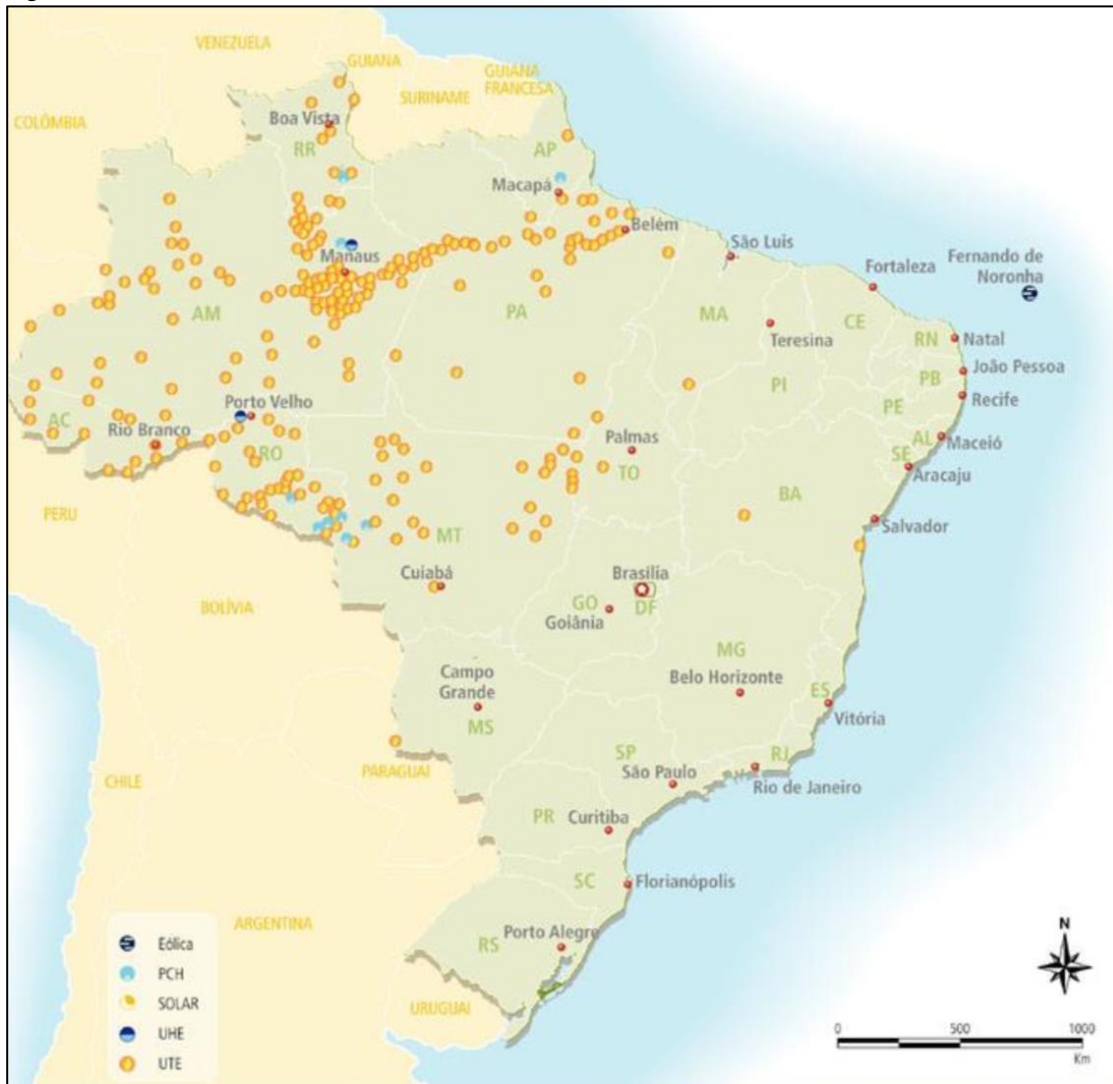 VENEZUELA
GUIANA
GUIANA
FRANCESA
SURINAME
COLÔMBIA
Boa Vista
RR
AP
Macapá
Belém
São Luis
Fernando de
Noronha
Fortaleza
Manaus
AM
PA
MA
CE
Teresina
RN
Natal
João Pessoa
PI
PB
Recife
PE
Porto Velho
AC
Rio Branco
RO
Palmas
TO
AL
Maceió
SE
Aracaju
BA
Salvador
PERU
MT
Cuiabá
Brasília
GO
DF
Goiânia
BOLÍVIA
MG
Belo Horizonte
Campo
Grande
MS
ES
Vitória
SP
RJ
São Paulo
Rio de Janeiro
PARAGUAI
CHILE
PR
Curitiba
SC
Florianópolis
ARGENTINA
RS
Porto Alegre
URUGUAI
Eólica
PCH
SOLAR
UHE
UTE
N
0 500 1000
Km